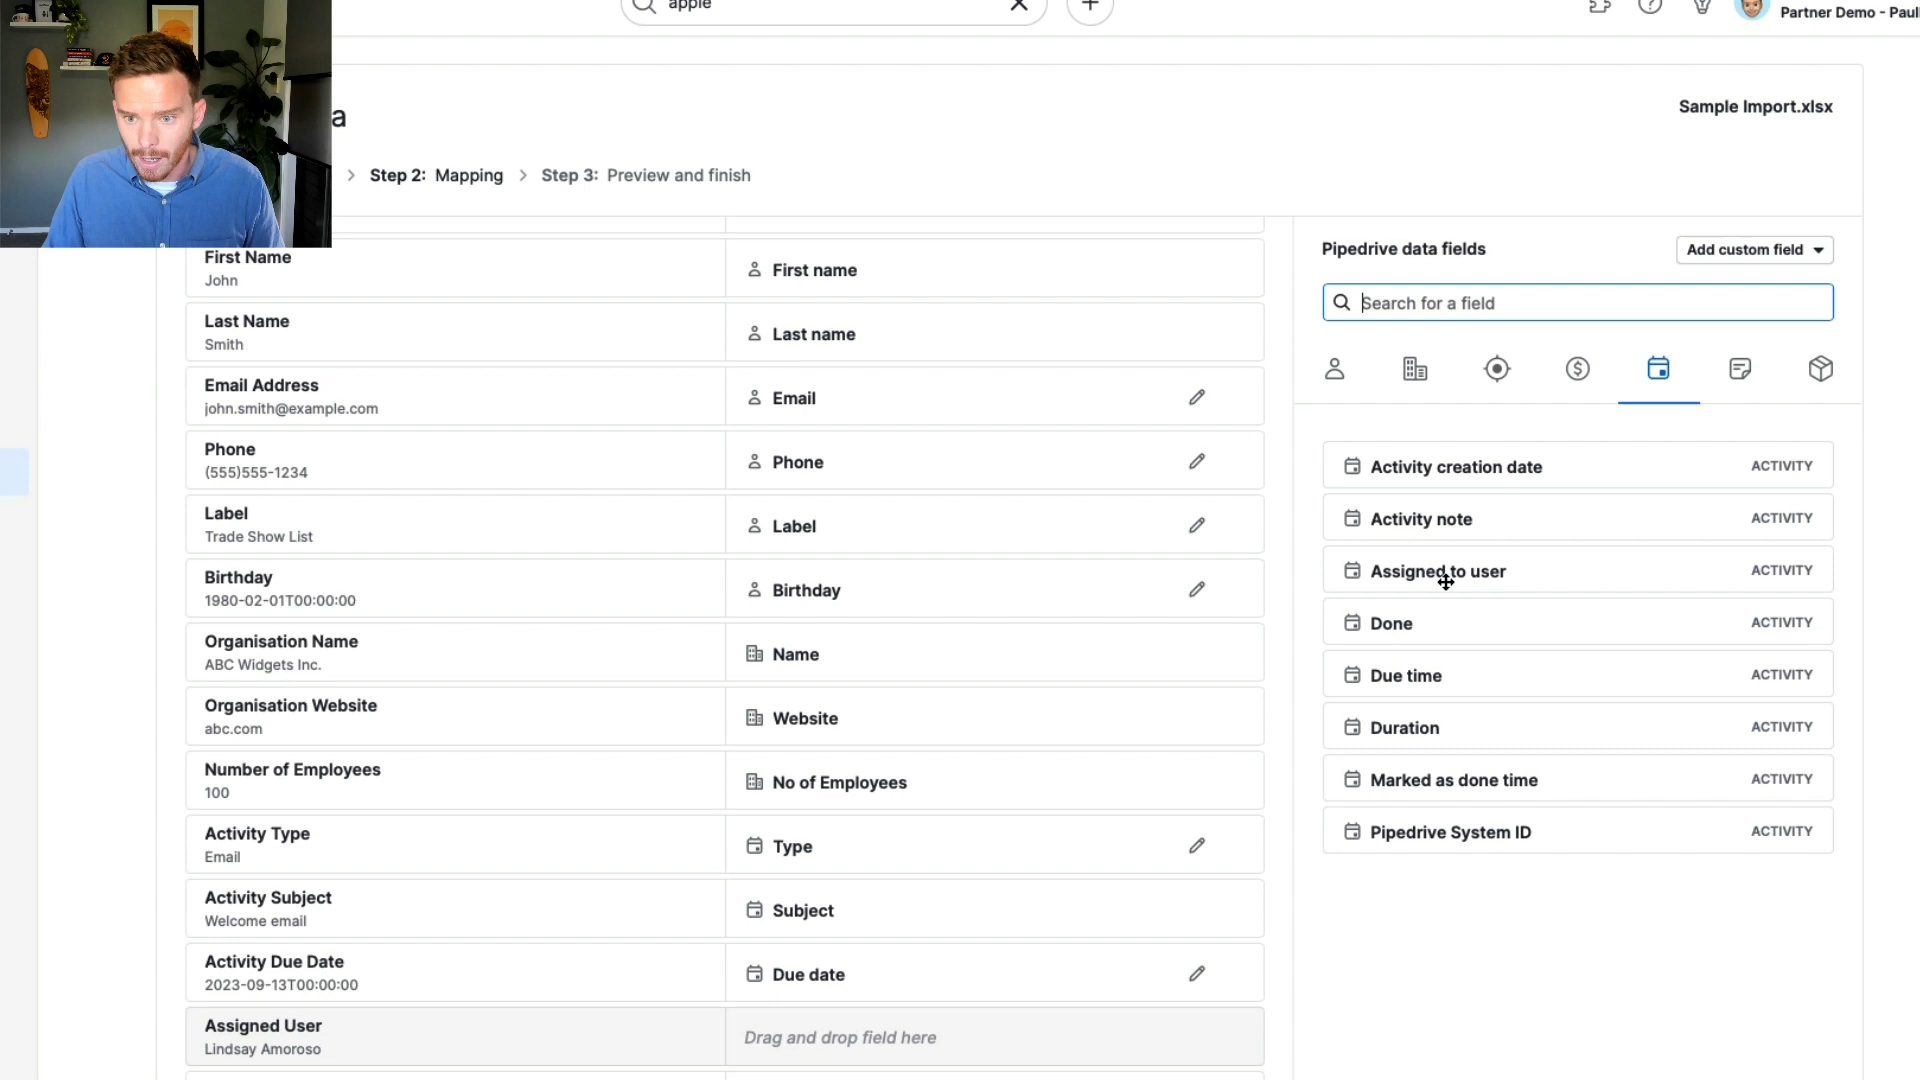 apple
Partner Demo - Paul
a
Sample Import.xlsx
Step 2: Mapping
Step 3: Preview and finish
First Name
John
First name
Last Name
Smith
Last name
Email Address
john.smith@example.com
Email
Phone
(555)555-1234
Phone
Label
Trade Show List
Label
Birthday
1980-02-01T00:00:00
Birthday
Organisation Name
ABC Widgets Inc.
Name
Organisation Website
abc.com
Website
Number of Employees
100
No of Employees
Activity Type
Email
Type
Activity Subject
Welcome email
Subject
Activity Due Date
2023-09-13T00:00:00
Due date
Assigned User
Lindsay Amoroso
Drag and drop field here
Pipedrive data fields
Add custom field
Search for a field
Activity creation date ACTIVITY
Activity note ACTIVITY
Assigned to user ACTIVITY
Done ACTIVITY
Due time ACTIVITY
Duration ACTIVITY
Marked as done time ACTIVITY
Pipedrive System ID ACTIVITY